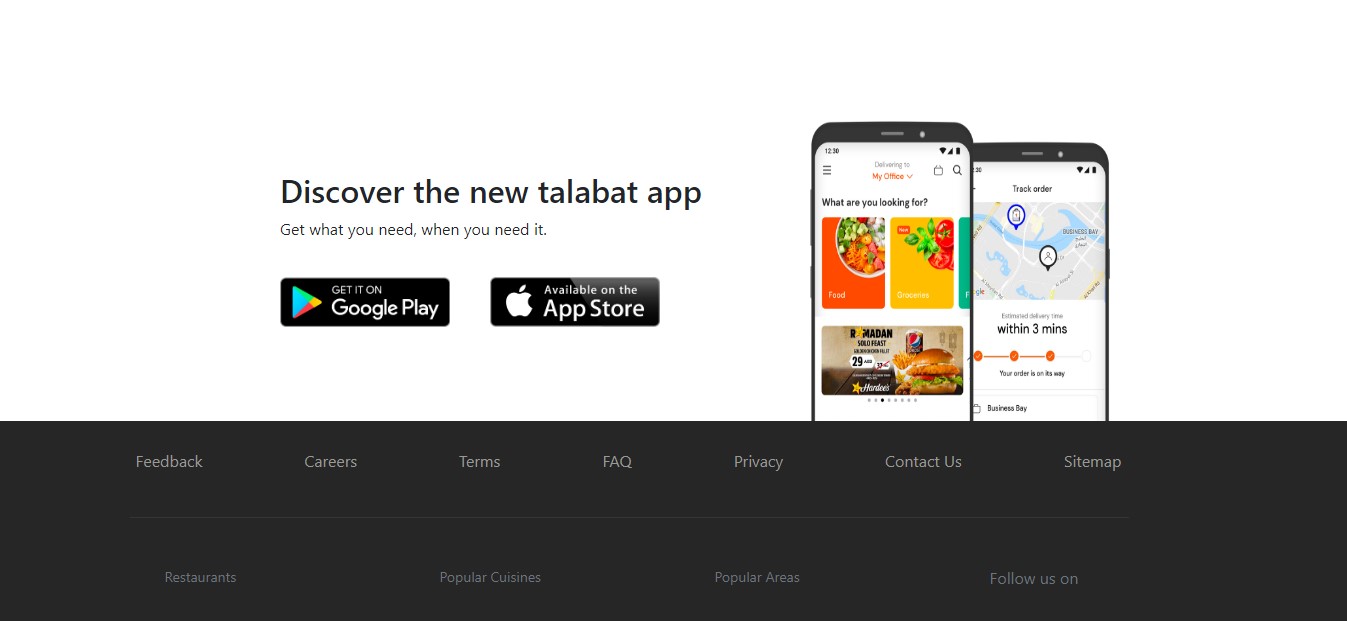 Discover the new talabat app
Get what you need, when you need it.
GET IT ON
Google Play
Available on the
App Store
12:30
Delivering to
My Office
What are you looking for?
Food
New
Groceries
F
RAMADAN
SOLO FEAST
29
Hardee's
Track order
BUSINESS BAY
Estimated delivery time
within 3 mins
Your order is on its way
Business Bay
Feedback
Careers
Terms
FAQ
Privacy
Contact Us
Sitemap
Restaurants
Popular Cuisines
Popular Areas
Follow us on